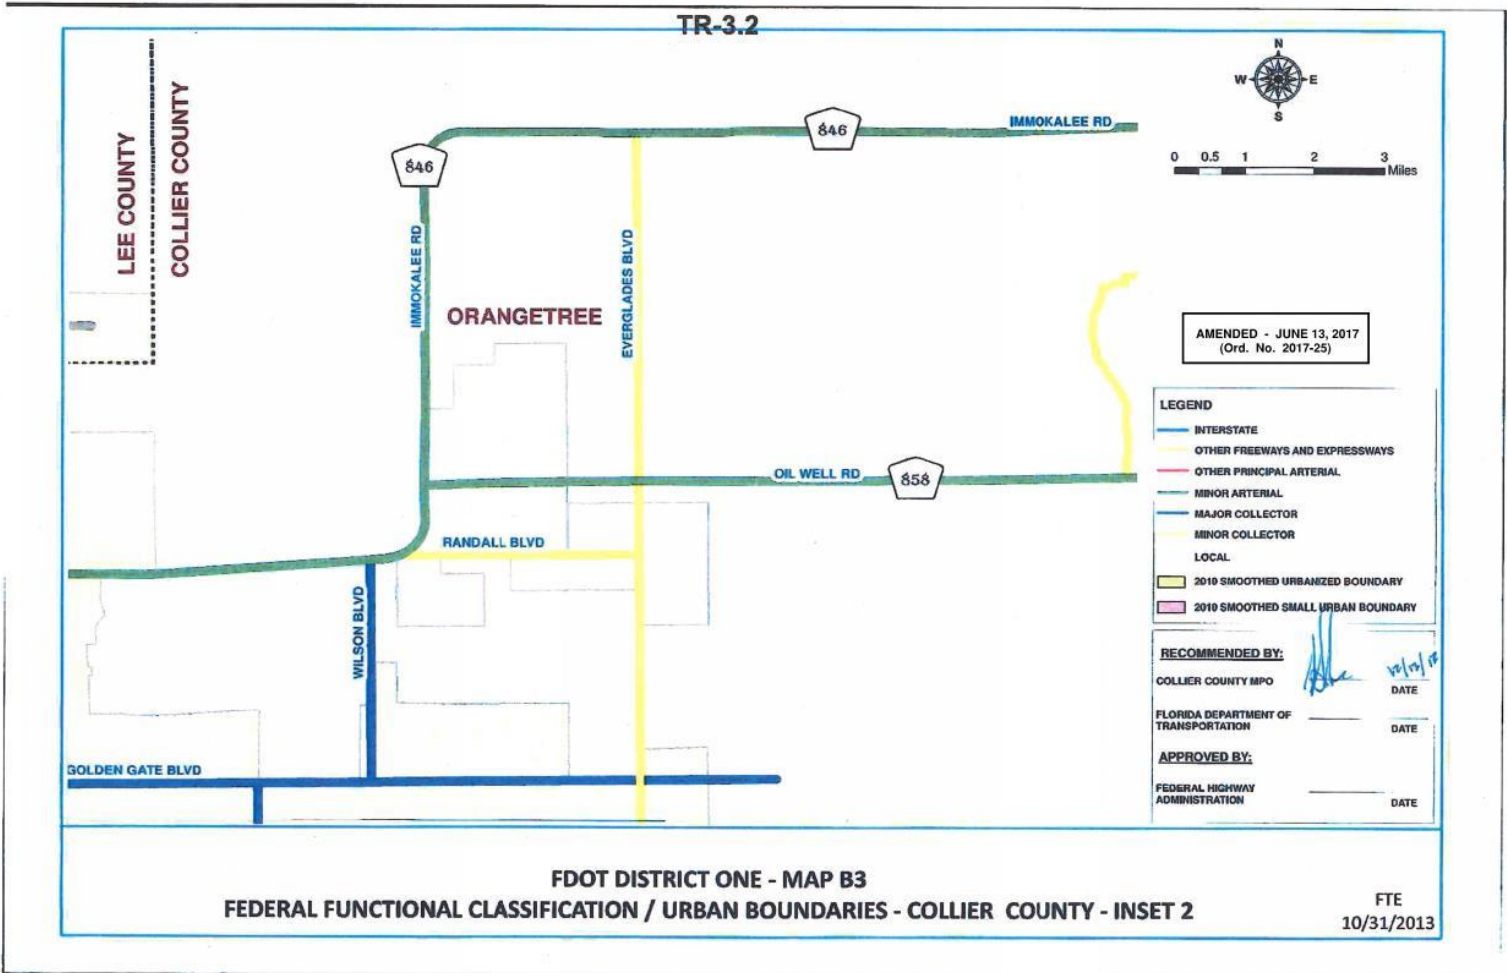 TR-3.2
N
W
E
S
LEE COUNTY
COLLIER COUNTY
846
846
IMMOKALEE RD
0 0.5 1 2 3
Miles
IMMOKALEE RD
ORANGETREE
EVERGLADES BLVD
AMENDED - JUNE 13, 2017
(Ord. No. 2017-25)
OIL WELL RD
858
RANDALL BLVD
WILSON BLVD
GOLDEN GATE BLVD
LEGEND
INTERSTATE
OTHER FREEWAYS AND EXPRESSWAYS
OTHER PRINCIPAL ARTERIAL
MINOR ARTERIAL
MAJOR COLLECTOR
MINOR COLLECTOR
LOCAL
2010 SMOOTHED URBANIZED BOUNDARY
2010 SMOOTHED SMALL URBAN BOUNDARY
RECOMMENDED BY:
COLLIER COUNTY MPO
DATE
FLORIDA DEPARTMENT OF
TRANSPORTATION
DATE
APPROVED BY:
FEDERAL HIGHWAY
ADMINISTRATION
DATE
FDOT DISTRICT ONE - MAP B3
FEDERAL FUNCTIONAL CLASSIFICATION / URBAN BOUNDARIES - COLLIER COUNTY - INSET 2
FTE
10/31/2013